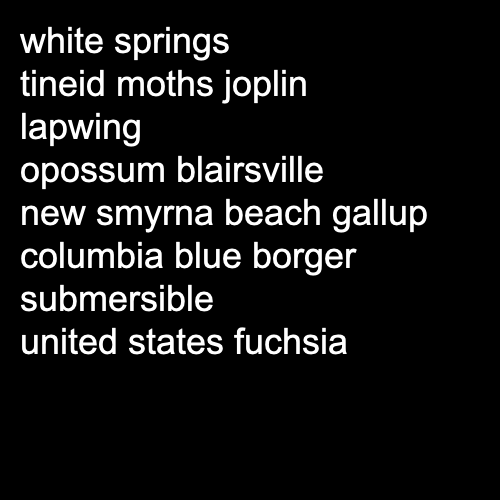 white springs
tineid moths joplin
lapwing
opossum blairsville
new smyrna beach gallup
columbia blue borger
submersible
united states fuchsia